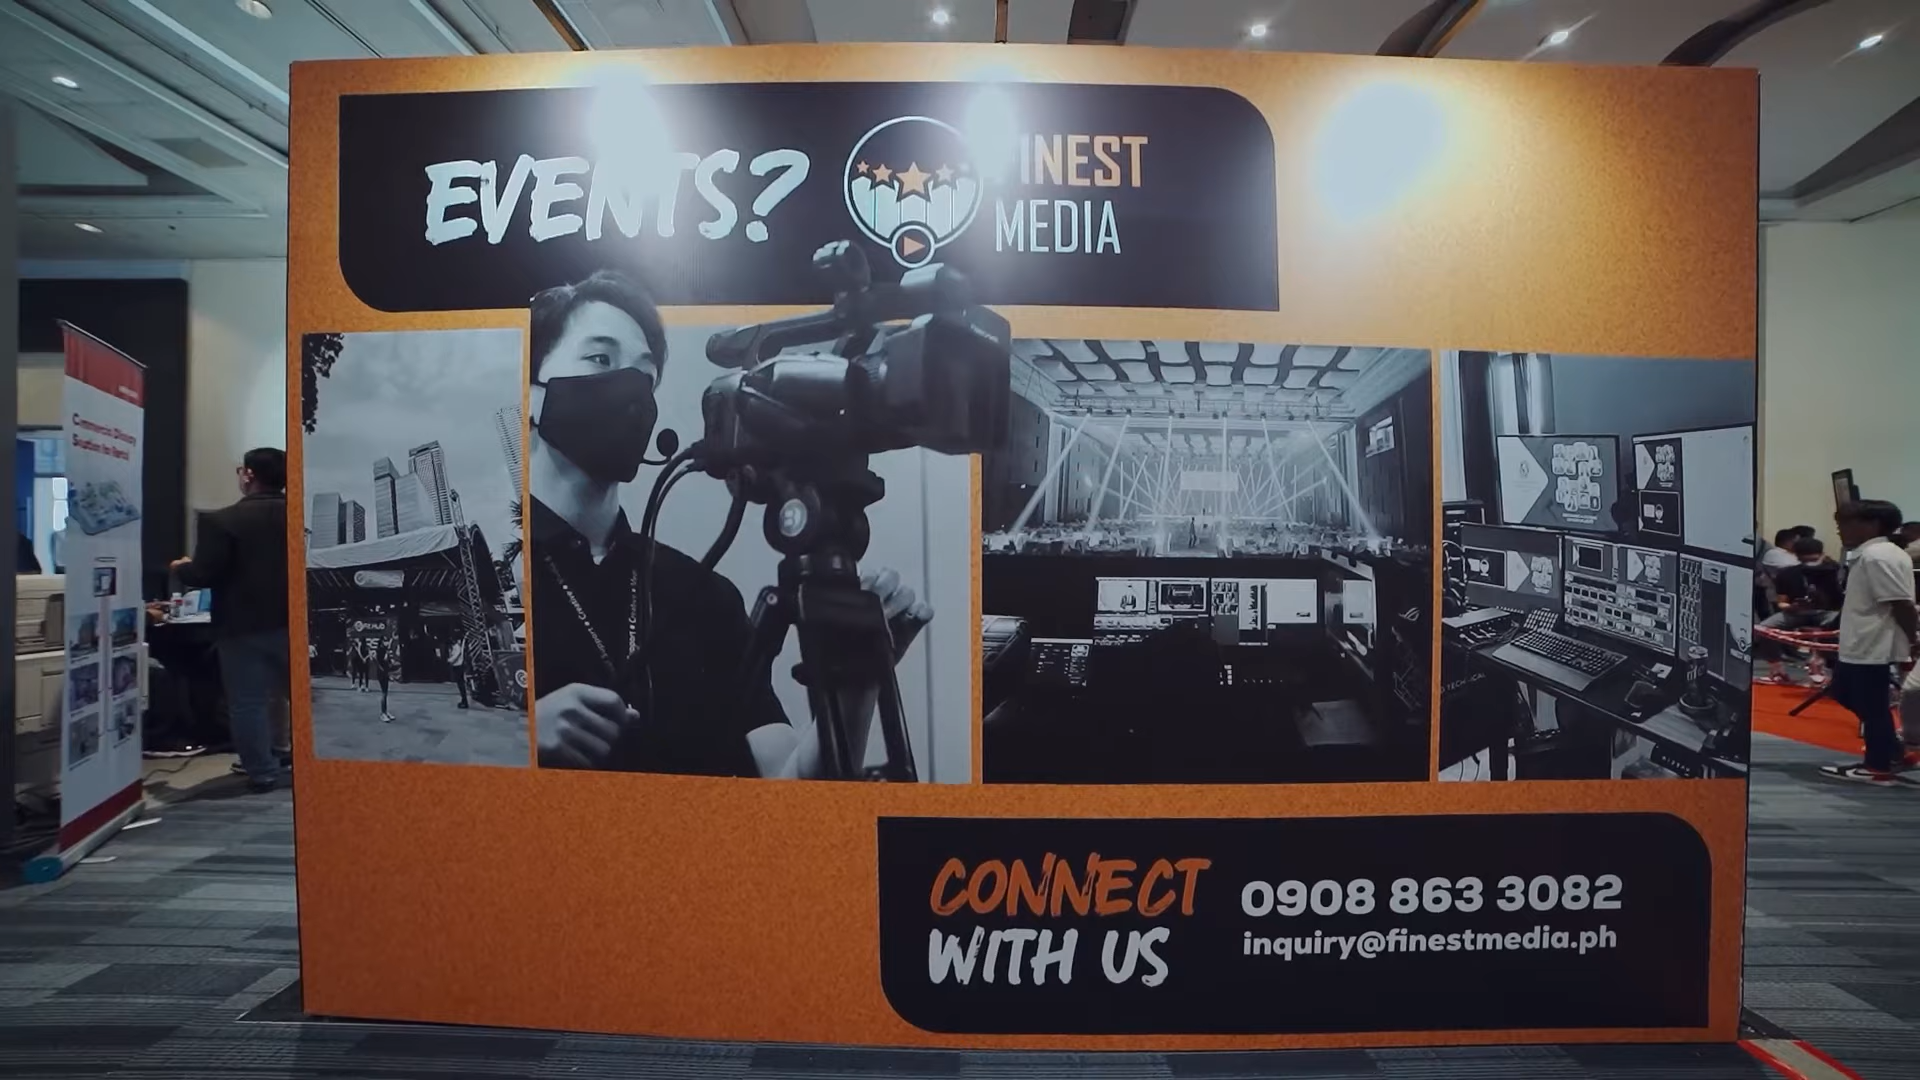 EVENTS?
FINEST
MEDIA
CONNECT
WITH US
0908 863 3082
inquiry@finestmedia.ph